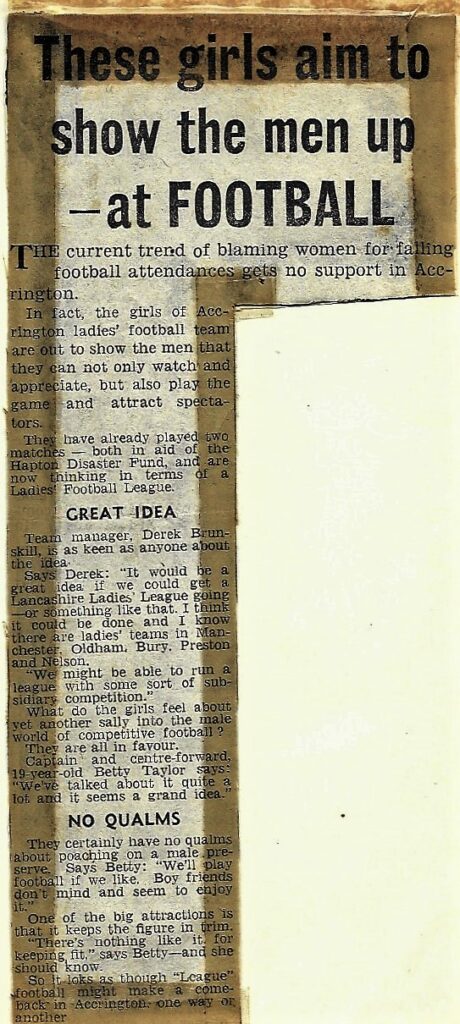 These girls aim to
show the men up
—at FOOTBALL
THE current trend of blaming women for falling
football attendances gets no support in Acc-
rington.
In fact, the girls of Acc-
rington ladies' football team
are out to show the men that
they can not only watch and
appreciate, but also play the
game and attract specta-
tors.
They have already played two
matches — both in aid of the
Hapton Disaster Fund, and are
now thinking in terms of a
Ladies' Football League.
GREAT IDEA
Team manager, Derek Brun-
skill, is as keen as anyone about
the idea.
Says Derek: "It would be a
great idea if we could get a
Lancashire Ladies' League going
—or something like that. I think
it could be done and I know
there are ladies' teams in Man-
chester, Oldham, Bury, Preston
and Nelson.
"We might be able to run a
league with some sort of sub-
sidiary competition."
What do the girls feel about
yet another sally into the male
world of competitive football?
They are all in favour.
Captain and centre-forward,
19-year-old Betty Taylor says:
"We've talked about it quite a
lot and it seems a grand idea."
NO QUALMS
They certainly have no qualms
about poaching on a male pre-
serve. Says Betty: "We'll play
football if we like. Boy friends
don't mind and seem to enjoy
it."
One of the big attractions is
that it keeps the figure in trim.
"There's nothing like it for
keeping fit," says Betty—and she
should know.
So it loks as though "League"
football might make a come-
back in Accrington, one way or
another